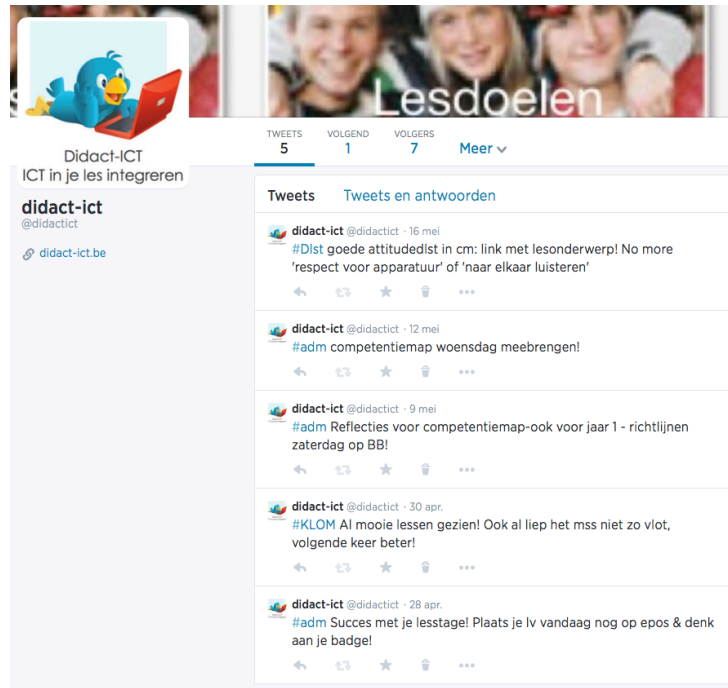 Lesdoelen
Didact-ICT
ICT in je les integreren
didact-ict
@didactict
didact-ict.be
TWEETS VOLGEND VOLGERS
5 1 7 Meer
Tweets Tweets en antwoorden
didact-ict @didactict · 16 mei
#Dlst goede attitudedlst in cm: link met lesonderwerp! No more
'respect voor apparatuur' of 'naar elkaar luisteren'
didact-ict @didactict · 12 mei
#adm competentiemap woensdag meebrengen!
didact-ict @didactict · 9 mei
#adm Reflecties voor competentiemap-ook voor jaar 1 - richtlijnen
zaterdag op BB!
didact-ict @didactict · 30 apr.
#KLOM Al mooie lessen gezien! Ook al liep het mss niet zo vlot,
volgende keer beter!
didact-ict @didactict · 28 apr.
#adm Succes met je lesstage! Plaats je lv vandaag nog op epos & denk
aan je badge!